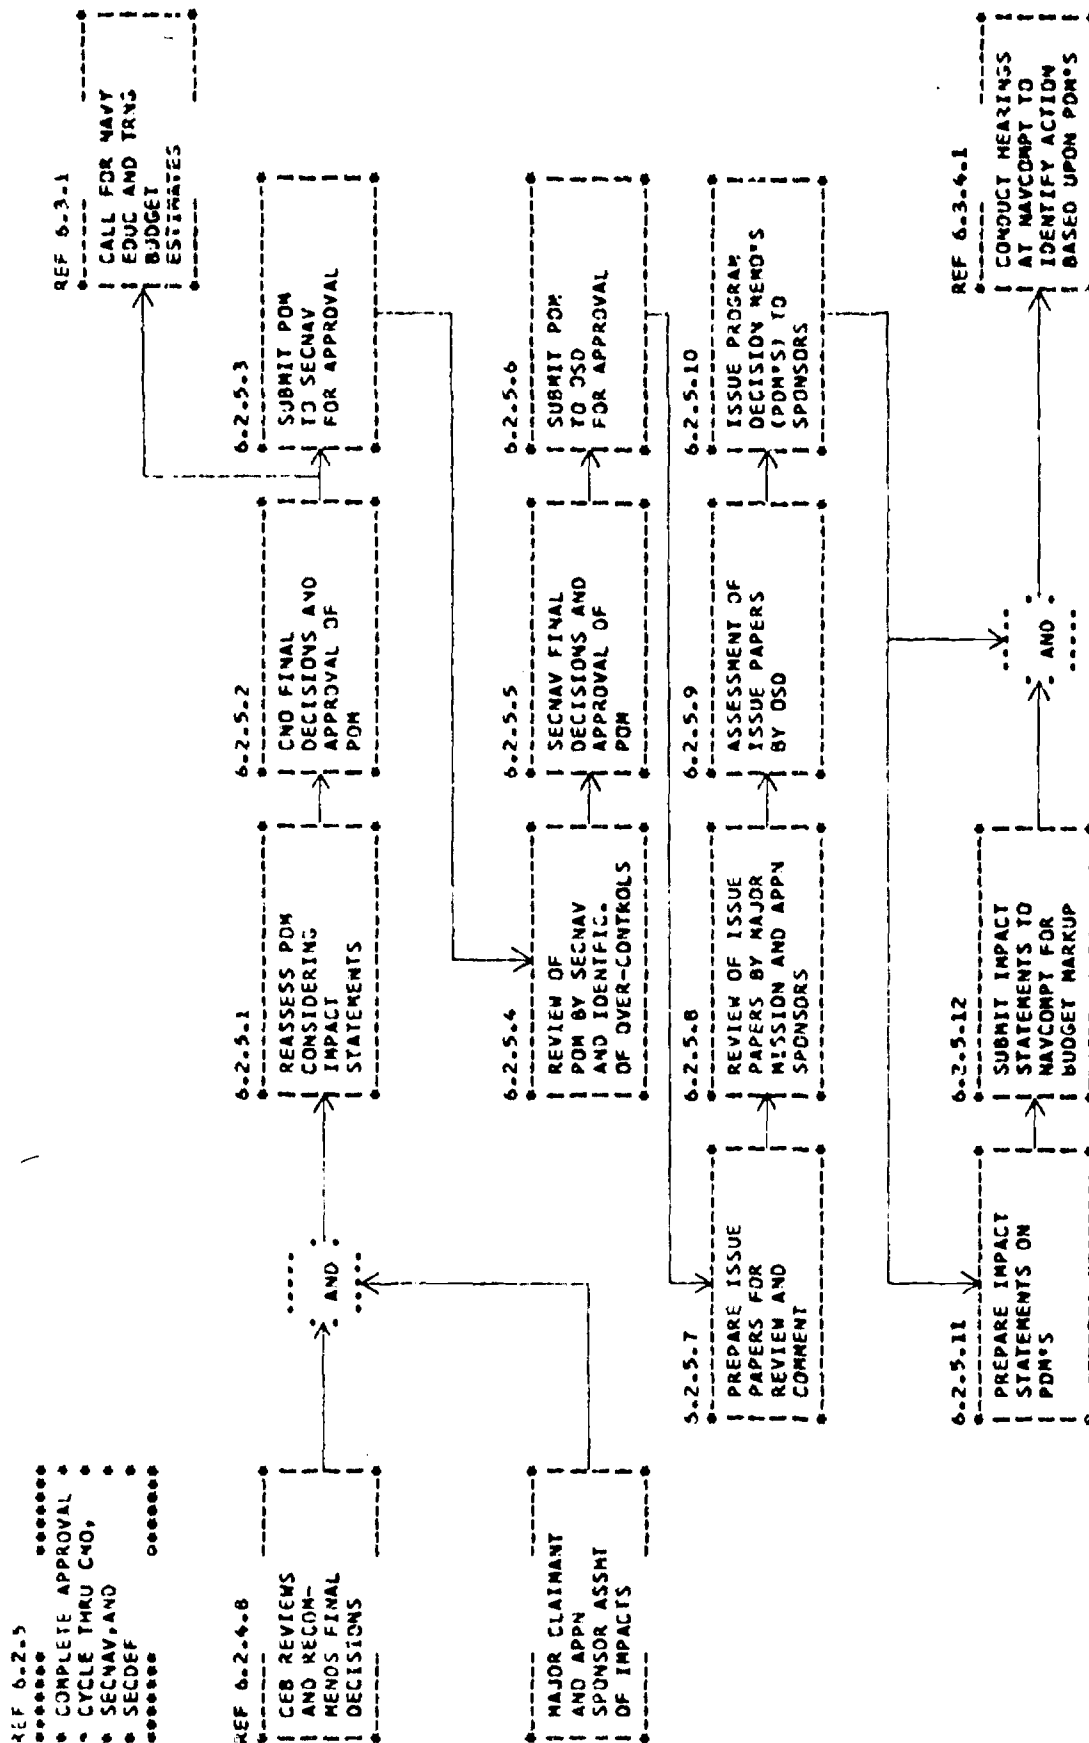 REF 6.2.5
COMPLETE APPROVAL
CYCLE THRU CNO,
SECNAV, AND
SECDEF
REF 6.3.1
CALL FOR NAVY
EDUC AND TRNG
BUDGET
ESTIMATES
REF 6.2.4.8
CEB REVIEWS
AND RECOM-
MENDS FINAL
DECISIONS
AND
6.2.5.1
REASSESS POM
CONSIDERING
IMPACT
STATEMENTS
6.2.5.2
CNO FINAL
DECISIONS AND
APPROVAL OF
POM
6.2.5.3
SUBMIT POM
TO SECNAV
FOR APPROVAL
MAJOR CLAIMANT
AND APPN
SPONSOR ASSMT
OF IMPACTS
6.2.5.4
REVIEW OF
POM BY SECNAV
AND IDENTFIC.
OF OVER-CONTROLS
6.2.5.5
SECNAV FINAL
DECISIONS AND
APPROVAL OF
POM
6.2.5.6
SUBMIT POM
TO OSD
FOR APPROVAL
5.2.5.7
PREPARE ISSUE
PAPERS FOR
REVIEW AND
COMMENT
6.2.5.8
REVIEW OF ISSUE
PAPERS BY MAJOR
MISSION AND APPN
SPONSORS
6.2.5.9
ASSESSMENT OF
ISSUE PAPERS
BY OSD
6.2.5.10
ISSUE PROGRAM
DECISION MEMO'S
(PDM'S) TO
SPONSORS
6.2.5.11
PREPARE IMPACT
STATEMENTS ON
PDM'S
6.2.5.12
SUBMIT IMPACT
STATEMENTS TO
NAVCOMPT FOR
BUDGET MARKUP
AND
REF 6.3.4.1
CONDUCT HEARINGS
AT NAVCOMPT TO
IDENTIFY ACTION
BASED UPON PDM'S